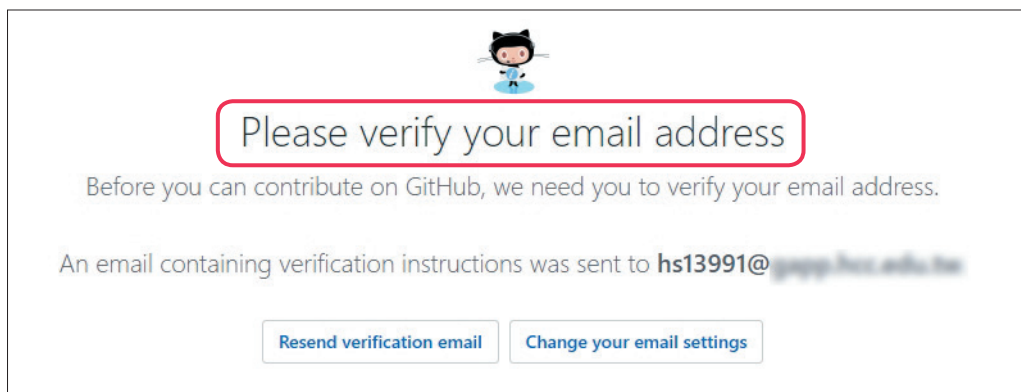 Please verify your email address
Before you can contribute on GitHub, we need you to verify your email address.
An email containing verification instructions was sent to hs13991@
Resend verification email
Change your email settings